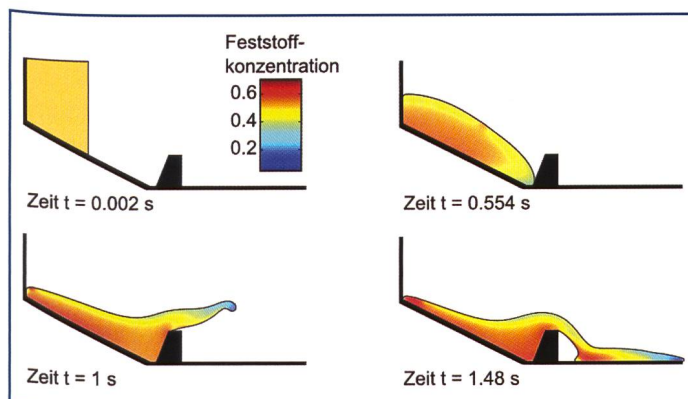 Feststoff-
konzentration
0.6
0.4
0.2
Zeit t = 0.002 s
Zeit t = 0.554 s
Zeit t = 1 s
Zeit t = 1.48 s